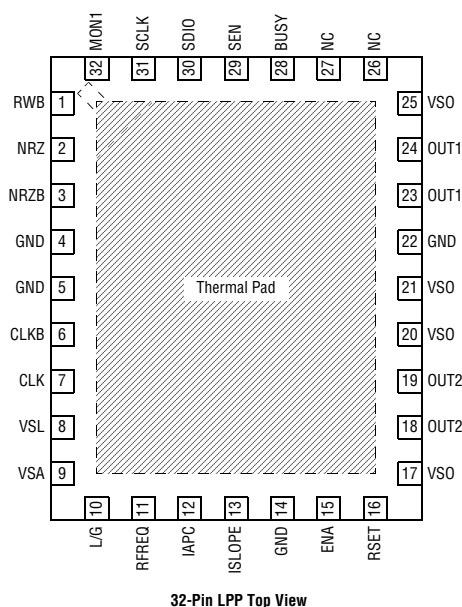 MON1 SCLK SDIO SEN BUSY NC NC
32 31 30 29 28 27 26
RWB 1
NRZ 2
NRZB 3
GND 4
GND 5
CLKB 6
CLK 7
VSL 8
VSA 9
Thermal Pad
25 VSO
24 OUT1
23 OUT1
22 GND
21 VSO
20 VSO
19 OUT2
18 OUT2
17 VSO
10 11 12 13 14 15 16
L/G RFREQ IAPC ISLOPE GND ENA RSET
32-Pin LPP Top View